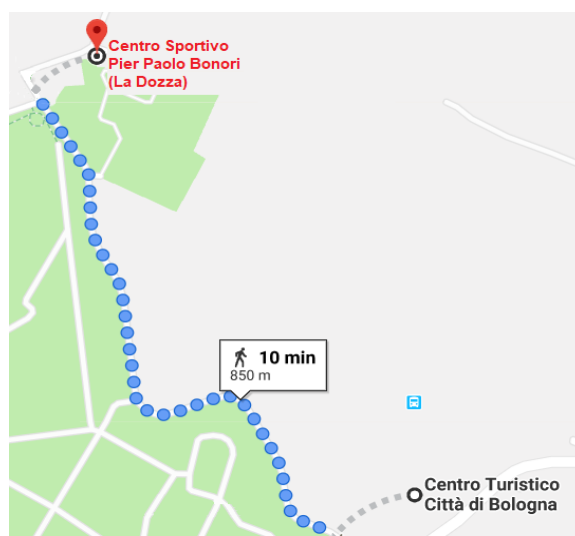 Centro Sportivo
Pier Paolo Bonori
(La Dozza)
10 min
850 m
Centro Turistico
Città di Bologna